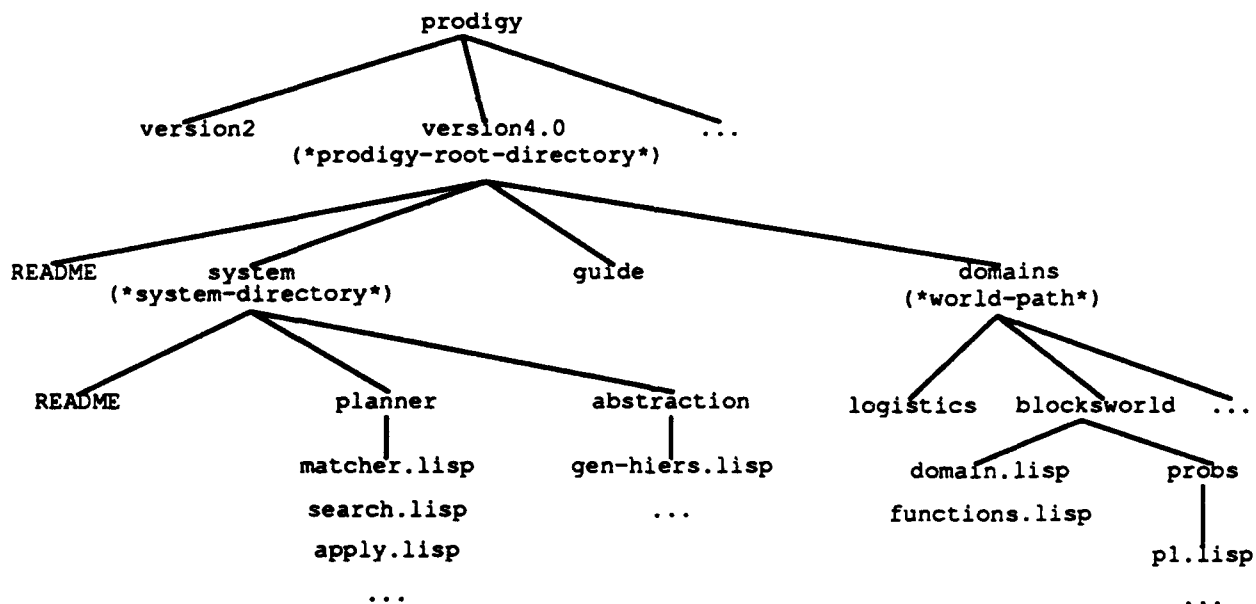 prodigy
version2 version4.0 ...
(*prodigy-root-directory*)
README system guide domains
(*system-directory*) (*world-path*)
README planner abstraction logistics blocksworld ...
matcher.lisp gen-hiers.lisp domain.lisp probs
search.lisp ... functions.lisp
apply.lisp p1.lisp
... ...